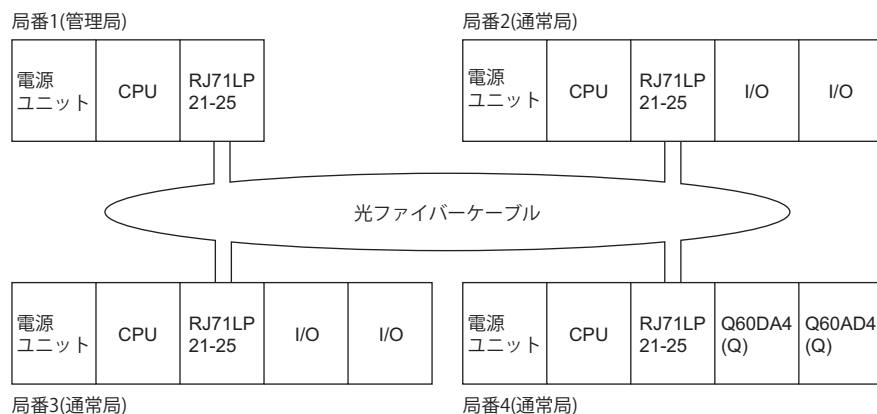 局番1(管理局)
電源
ユニット
CPU
RJ71LP
21-25
局番2(通常局)
電源
ユニット
CPU
RJ71LP
21-25
I/O
I/O
光ファイバーケーブル
電源
ユニット
CPU
RJ71LP
21-25
I/O
I/O
局番3(通常局)
電源
ユニット
CPU
RJ71LP
21-25
Q60DA4
(Q)
Q60AD4
(Q)
局番4(通常局)